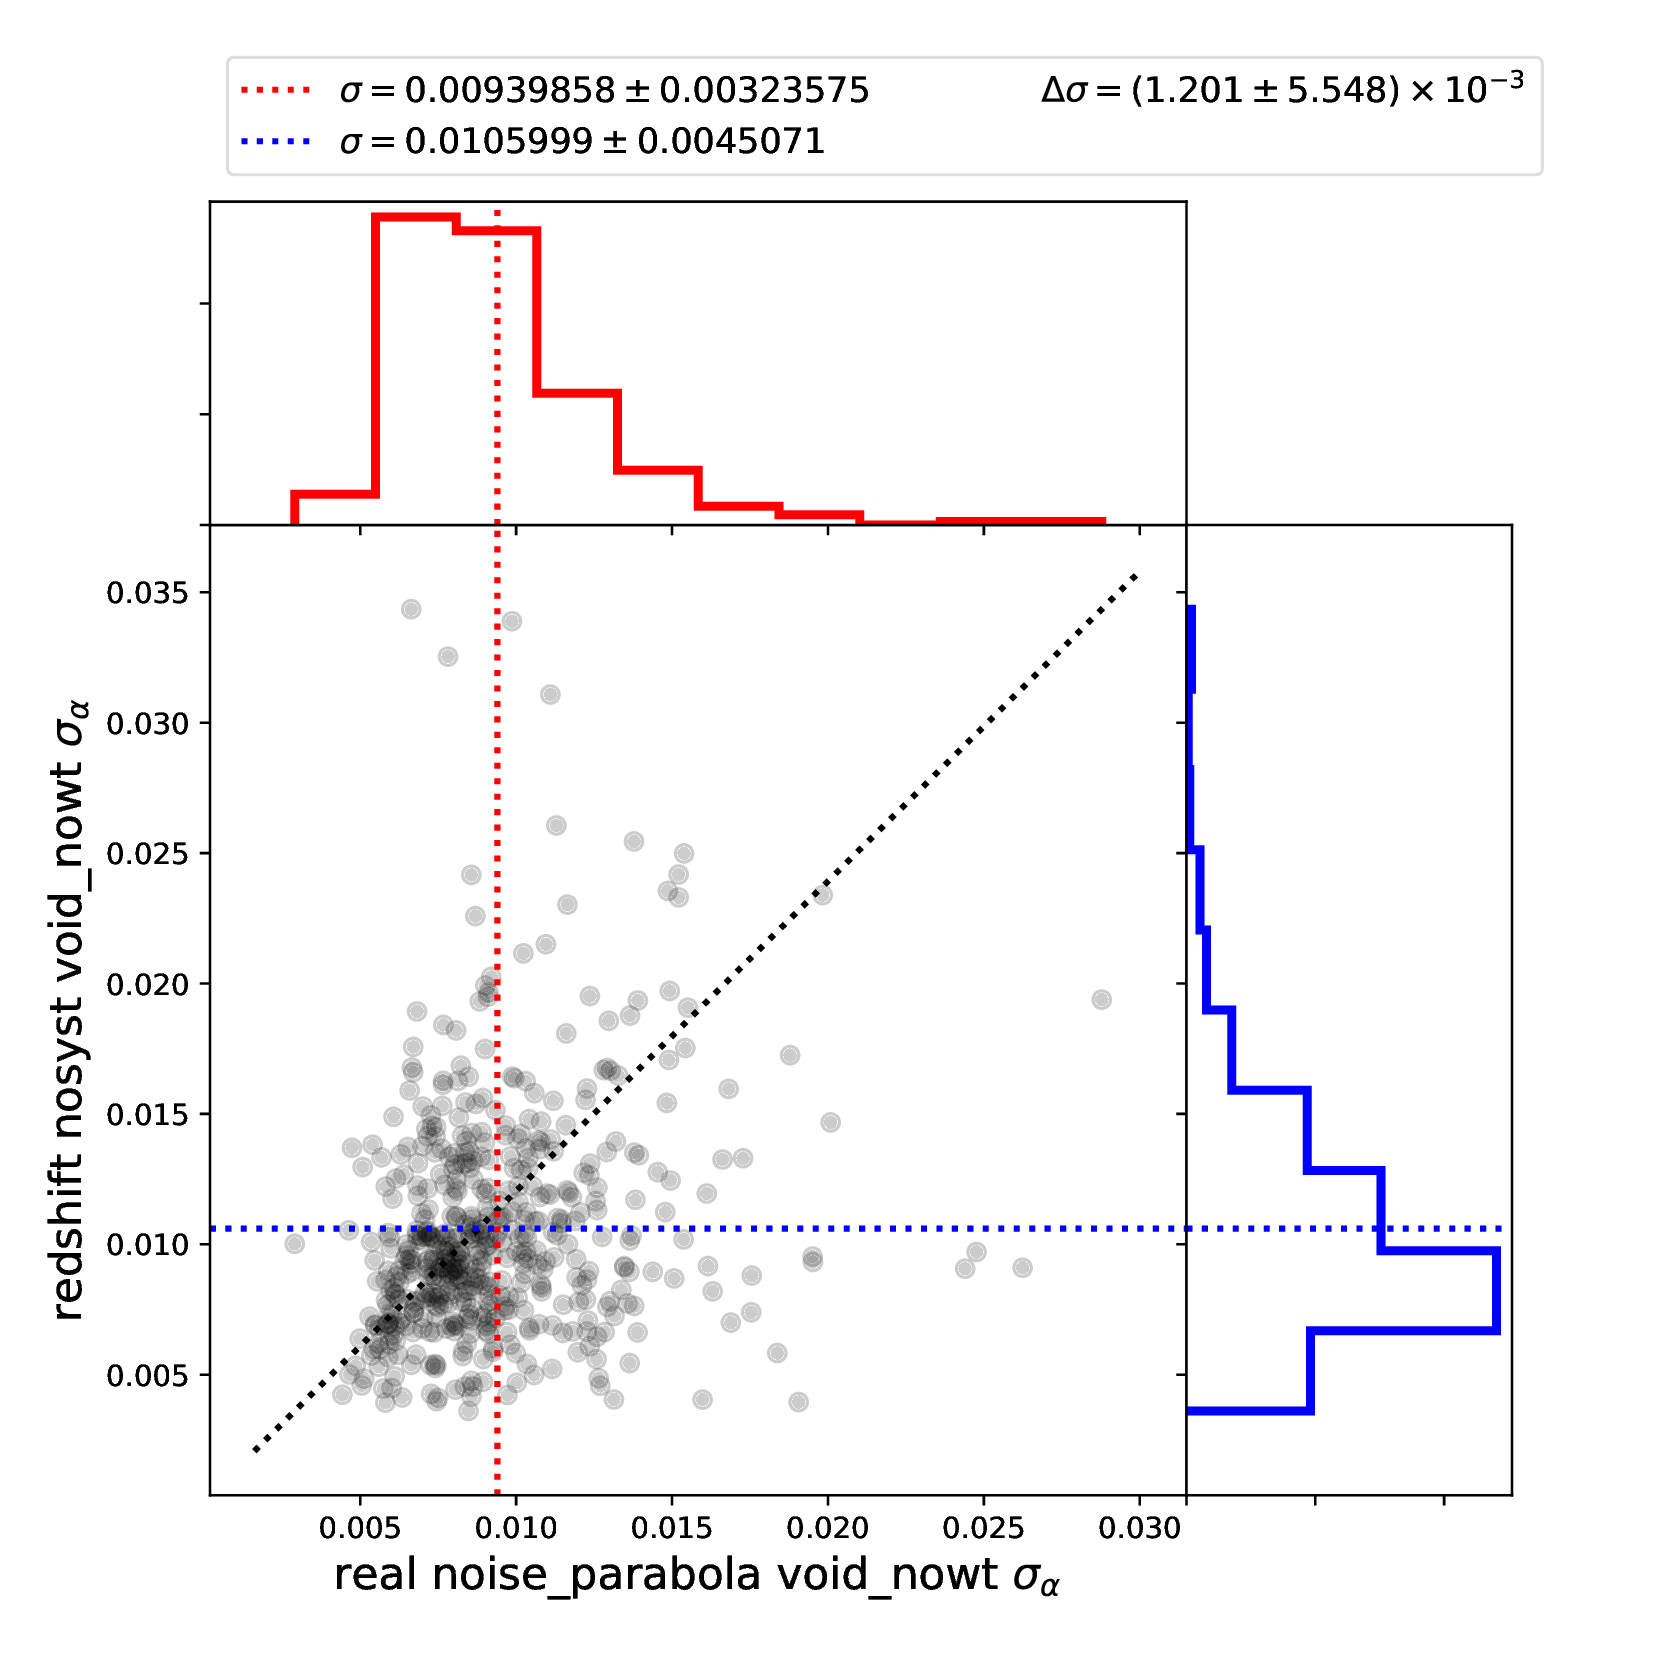 σ = 0.00939858 ± 0.00323575
σ = 0.0105999 ± 0.0045071
Δσ = (1.201 ± 5.548) × 10⁻³
0.035
0.030
0.025
0.020
0.015
0.010
0.005
redshift nosyst void_nowt σ_α
0.005 0.010 0.015 0.020 0.025 0.030
real noise_parabola void_nowt σ_α